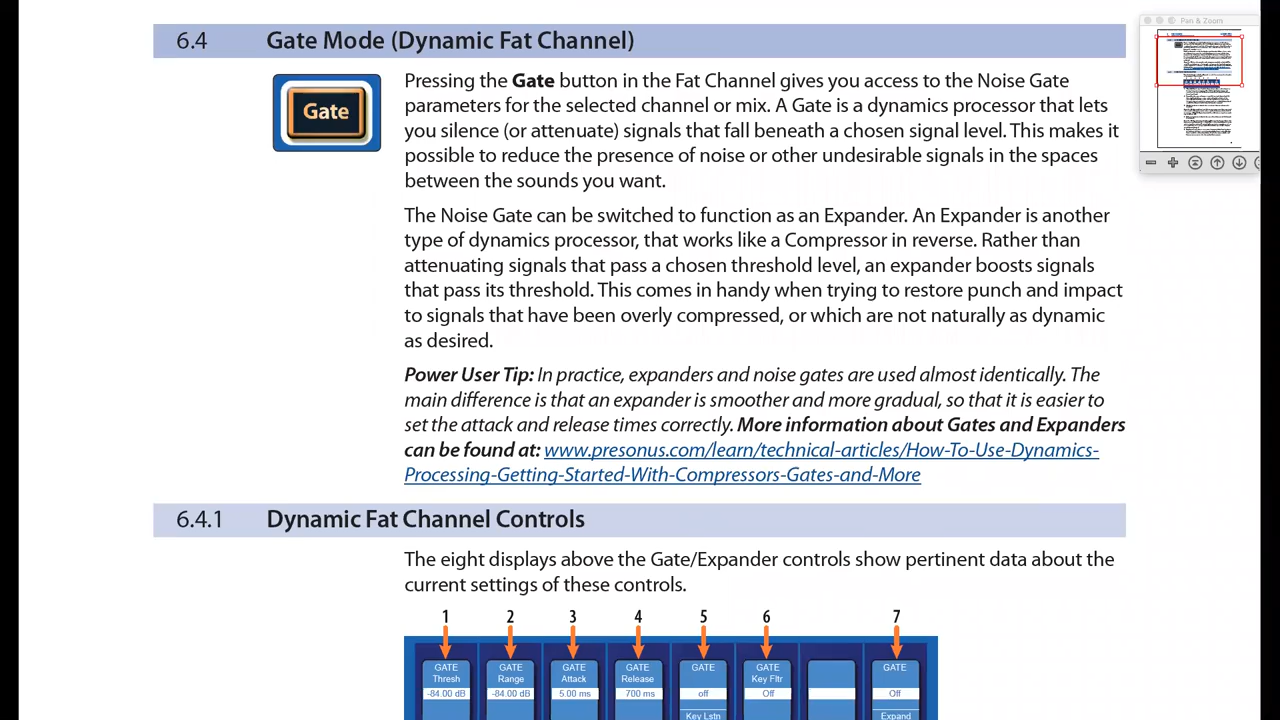 Pan & Zoom
6.4 Gate Mode (Dynamic Fat Channel)
Gate
Pressing the Gate button in the Fat Channel gives you access to the Noise Gate
parameters for the selected channel or mix. A Gate is a dynamics processor that lets
you silence (or attenuate) signals that fall beneath a chosen signal level. This makes it
possible to reduce the presence of noise or other undesirable signals in the spaces
between the sounds you want.
The Noise Gate can be switched to function as an Expander. An Expander is another
type of dynamics processor, that works like a Compressor in reverse. Rather than
attenuating signals that pass a chosen threshold level, an expander boosts signals
that pass its threshold. This comes in handy when trying to restore punch and impact
to signals that have been overly compressed, or which are not naturally as dynamic
as desired.
Power User Tip: In practice, expanders and noise gates are used almost identically. The
main difference is that an expander is smoother and more gradual, so that it is easier to
set the attack and release times correctly. More information about Gates and Expanders
can be found at: www.presonus.com/learn/technical-articles/How-To-Use-Dynamics-
Processing-Getting-Started-With-Compressors-Gates-and-More
6.4.1 Dynamic Fat Channel Controls
The eight displays above the Gate/Expander controls show pertinent data about the
current settings of these controls.
1 2 3 4 5 6 7
GATE GATE GATE GATE GATE GATE GATE
Thresh Range Attack Release Key Fltr
-84.00 dB -84.00 dB 5.00 ms 700 ms off Off Off
Key Lstn Expand